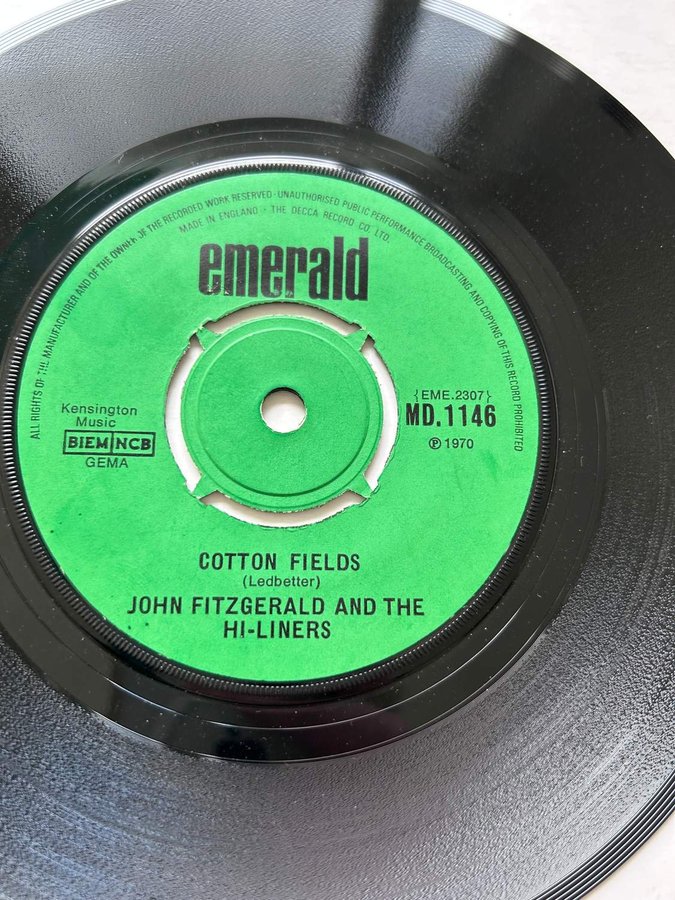 ALL RIGHTS OF THE MANUFACTURER AND OF THE OWNER OF THE RECORDED WORK RESERVED · UNAUTHORISED PUBLIC PERFORMANCE BROADCASTING AND COPYING OF THIS RECORD PROHIBITED
MADE IN ENGLAND · THE DECCA RECORD CO. LTD.
emerald
{EME.2307}
MD.1146
℗ 1970
Kensington
Music
BIEM NCB
GEMA
COTTON FIELDS
(Ledbetter)
JOHN FITZGERALD AND THE
HI-LINERS